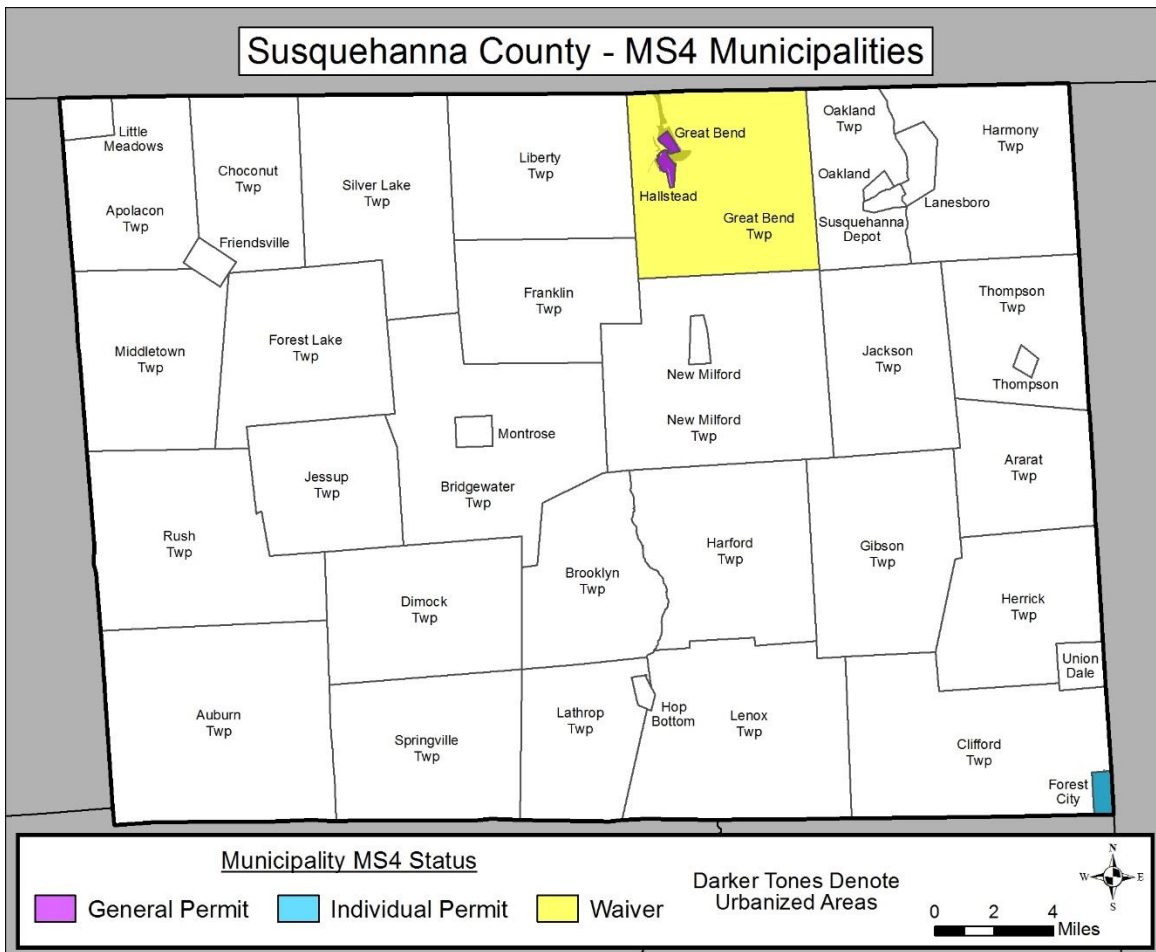 Susquehanna County - MS4 Municipalities
Little
Meadows
Apolacon
Twp
Choconut
Twp
Friendsville
Silver Lake
Twp
Liberty
Twp
Great Bend
Hallstead
Great Bend
Twp
Oakland
Twp
Oakland
Susquehanna
Depot
Lanesboro
Harmony
Twp
Middletown
Twp
Forest Lake
Twp
Franklin
Twp
New Milford
New Milford
Twp
Jackson
Twp
Thompson
Twp
Thompson
Montrose
Bridgewater
Twp
Jessup
Twp
Ararat
Twp
Rush
Twp
Dimock
Twp
Brooklyn
Twp
Harford
Twp
Gibson
Twp
Herrick
Twp
Union
Dale
Auburn
Twp
Springville
Twp
Lathrop
Twp
Hop
Bottom
Lenox
Twp
Clifford
Twp
Forest
City
Municipality MS4 Status
General Permit
Individual Permit
Waiver
Darker Tones Denote
Urbanized Areas
N
W
E
S
0 2 4
Miles